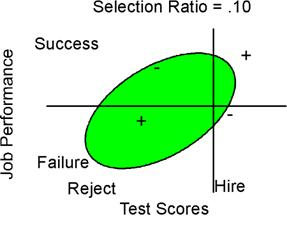 Selection Ratio = .10
Success
+
-
Job Performance
+
-
Failure
Reject
Hire
Test Scores